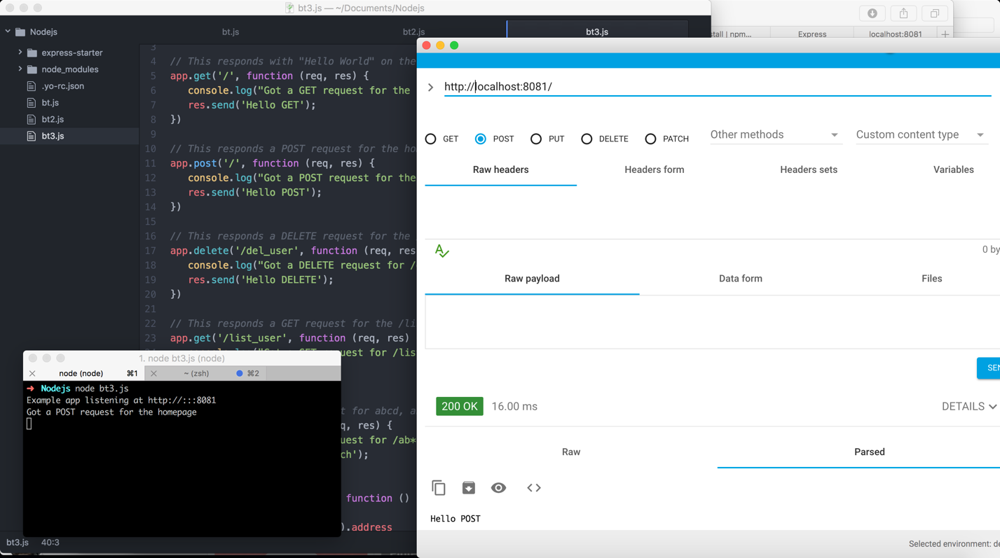 bt3.js — ~/Documents/Nodejs
Nodejs
express-starter
node_modules
.yo-rc.json
bt.js
bt2.js
bt3.js
bt.js
bt2.js
bt3.js
3
4 // This responds with "Hello World" on the
5 app.get('/', function (req, res) {
6 console.log("Got a GET request for the
7 res.send('Hello GET');
8 })
9
10 // This responds a POST request for the ho
11 app.post('/', function (req, res) {
12 console.log("Got a POST request for the
13 res.send('Hello POST');
14 })
15
16 // This responds a DELETE request for the
17 app.delete('/del_user', function (req, res
18 console.log("Got a DELETE request for /
19 res.send('Hello DELETE');
20 })
21
22 // This responds a GET request for the /li
23 app.get('/list_user', function (req, res)
quest for /lis
t for abcd, a
q, res) {
uest for /ab*
ch');
function ()
).address
bt3.js 40:3
1. node bt3.js (node)
node (node) ⌘1
~ (zsh) ⌘2
➜ Nodejs node bt3.js
Example app listening at http://:::8081
Got a POST request for the homepage
stall | npm...
Express
localhost:8081
http://localhost:8081/
GET POST PUT DELETE PATCH Other methods Custom content type
Raw headers Headers form Headers sets Variables
0 by
Raw payload Data form Files
SEN
200 OK 16.00 ms DETAILS
Raw Parsed
Hello POST
Selected environment: de